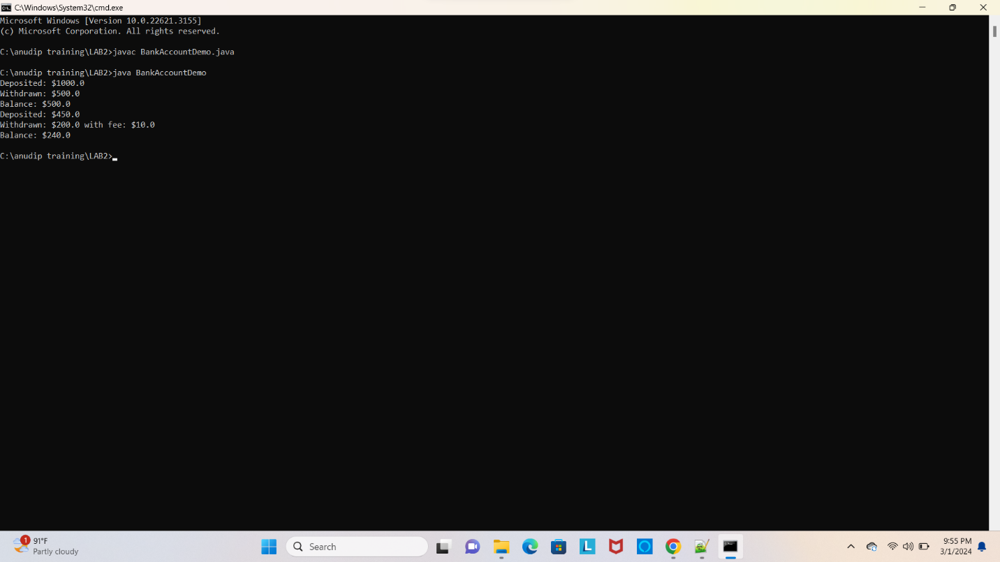 C:\Windows\System32\cmd.exe
Microsoft Windows [Version 10.0.22621.3155]
(c) Microsoft Corporation. All rights reserved.
C:\anudip training\LAB2>javac BankAccountDemo.java
C:\anudip training\LAB2>java BankAccountDemo
Deposited: $1000.0
Withdrawn: $500.0
Balance: $500.0
Deposited: $450.0
Withdrawn: $200.0 with fee: $10.0
Balance: $240.0
C:\anudip training\LAB2>
1
91°F
Partly cloudy
Search
L
9:55 PM
3/1/2024